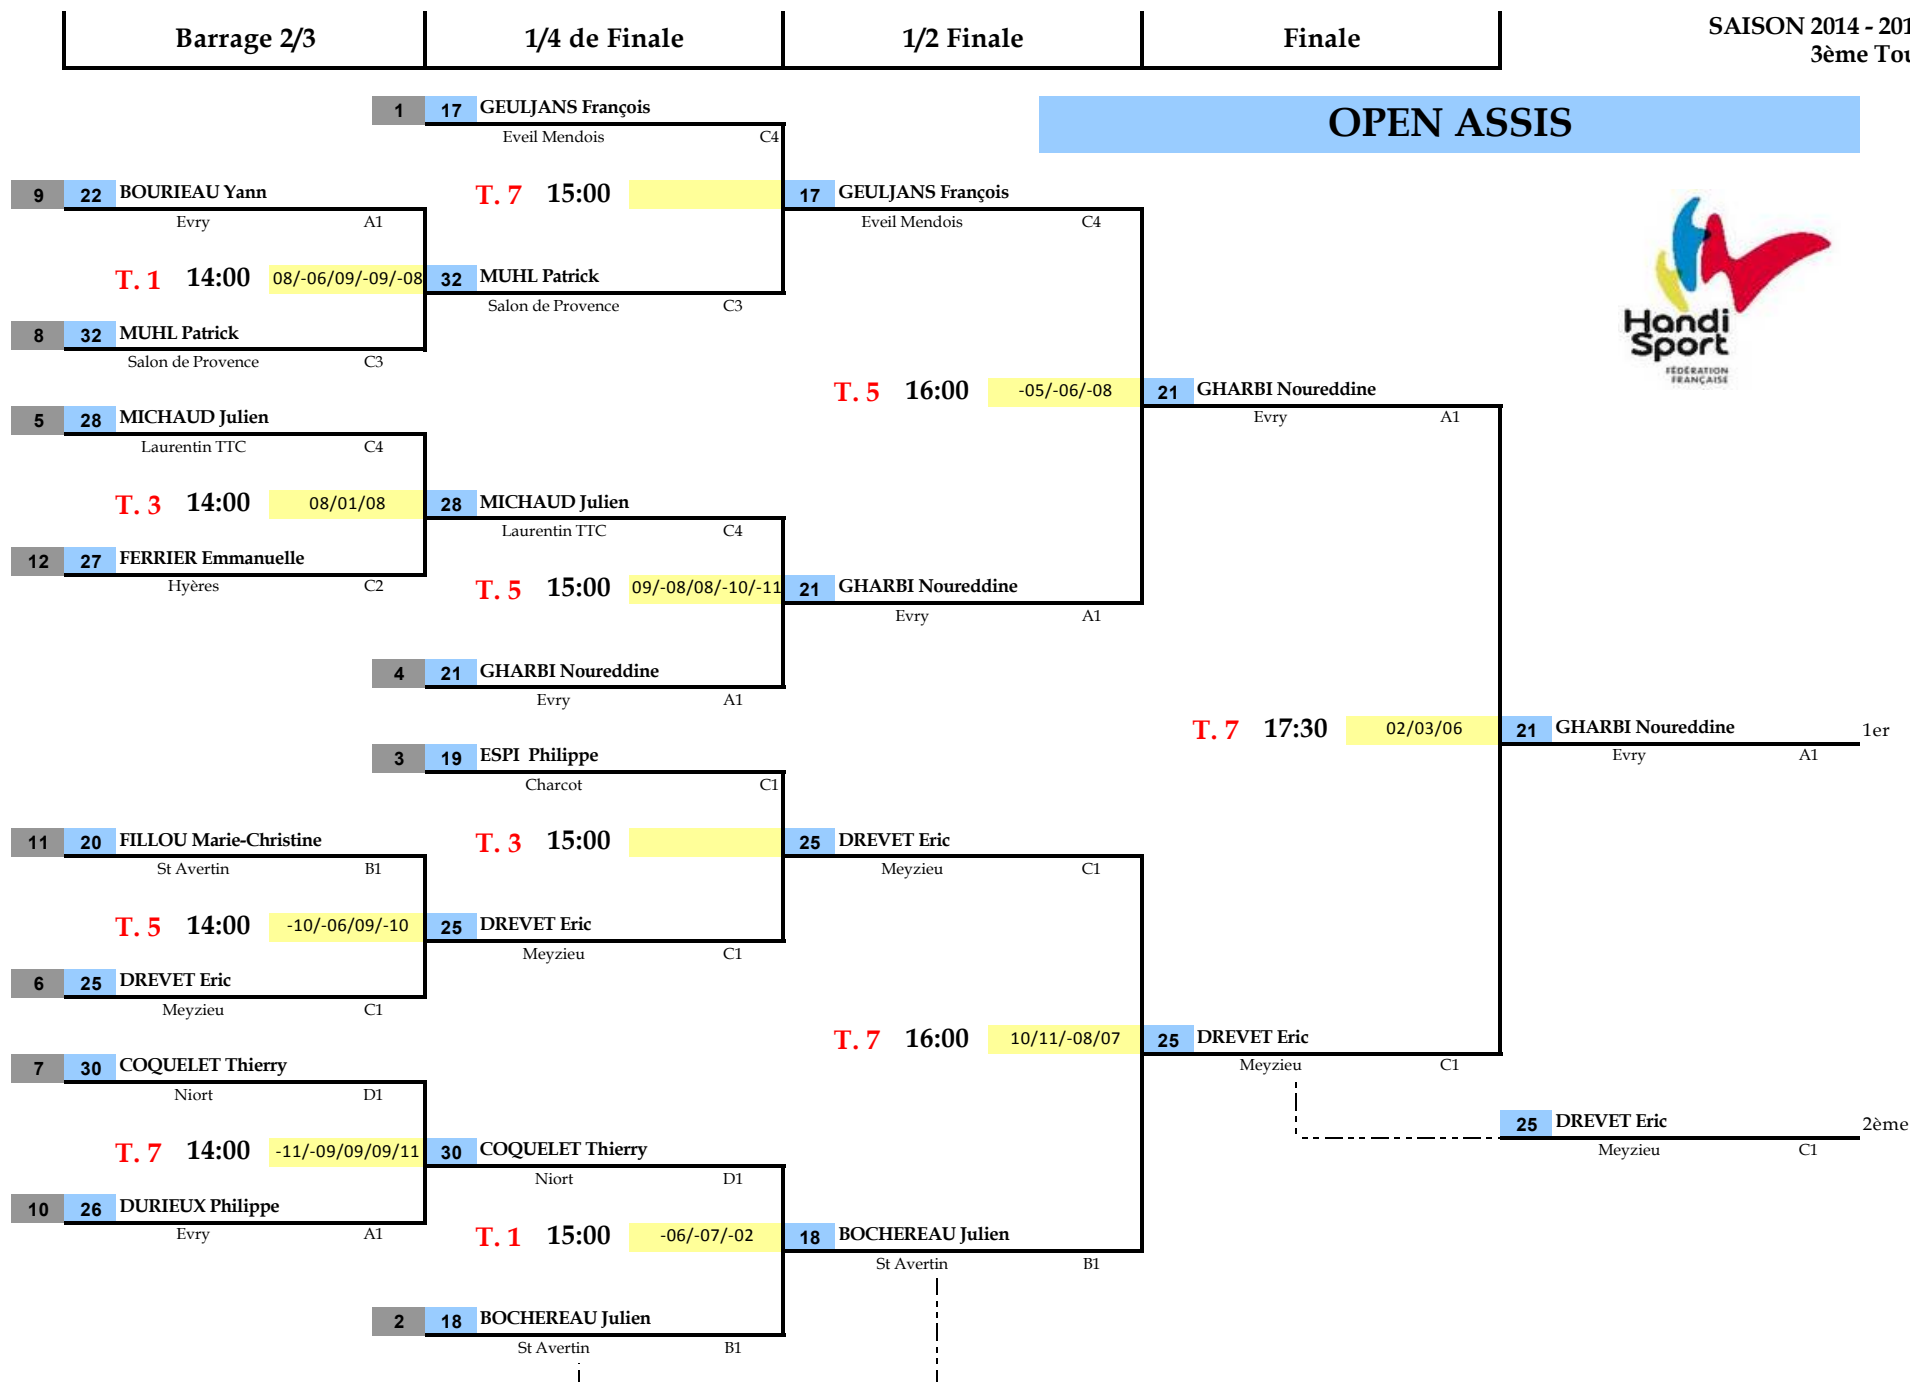 Barrage 2/3 1/4 de Finale 1/2 Finale Finale
SAISON 2014 - 201
3ème Tou
OPEN ASSIS
1 17 GEULJANS François
Eveil Mendois C4
9 22 BOURIEAU Yann
Evry A1
T. 7 15:00
17 GEULJANS François
Eveil Mendois C4
T. 1 14:00 08/-06/09/-09/-08
32 MUHL Patrick
Salon de Provence C3
8 32 MUHL Patrick
Salon de Provence C3
Handi
Sport
FÉDÉRATION
FRANÇAISE
T. 5 16:00 -05/-06/-08
21 GHARBI Noureddine
Evry A1
5 28 MICHAUD Julien
Laurentin TTC C4
T. 3 14:00 08/01/08
28 MICHAUD Julien
Laurentin TTC C4
12 27 FERRIER Emmanuelle
Hyères C2
T. 5 15:00 09/-08/08/-10/-11
21 GHARBI Noureddine
Evry A1
4 21 GHARBI Noureddine
Evry A1
T. 7 17:30 02/03/06
21 GHARBI Noureddine 1er
Evry A1
3 19 ESPI Philippe
Charcot C1
11 20 FILLOU Marie-Christine
St Avertin B1
T. 3 15:00
25 DREVET Eric
Meyzieu C1
T. 5 14:00 -10/-06/09/-10
25 DREVET Eric
Meyzieu C1
6 25 DREVET Eric
Meyzieu C1
T. 7 16:00 10/11/-08/07
25 DREVET Eric
Meyzieu C1
7 30 COQUELET Thierry
Niort D1
25 DREVET Eric 2ème
Meyzieu C1
T. 7 14:00 -11/-09/09/09/11
30 COQUELET Thierry
Niort D1
10 26 DURIEUX Philippe
Evry A1
T. 1 15:00 -06/-07/-02
18 BOCHEREAU Julien
St Avertin B1
2 18 BOCHEREAU Julien
St Avertin B1